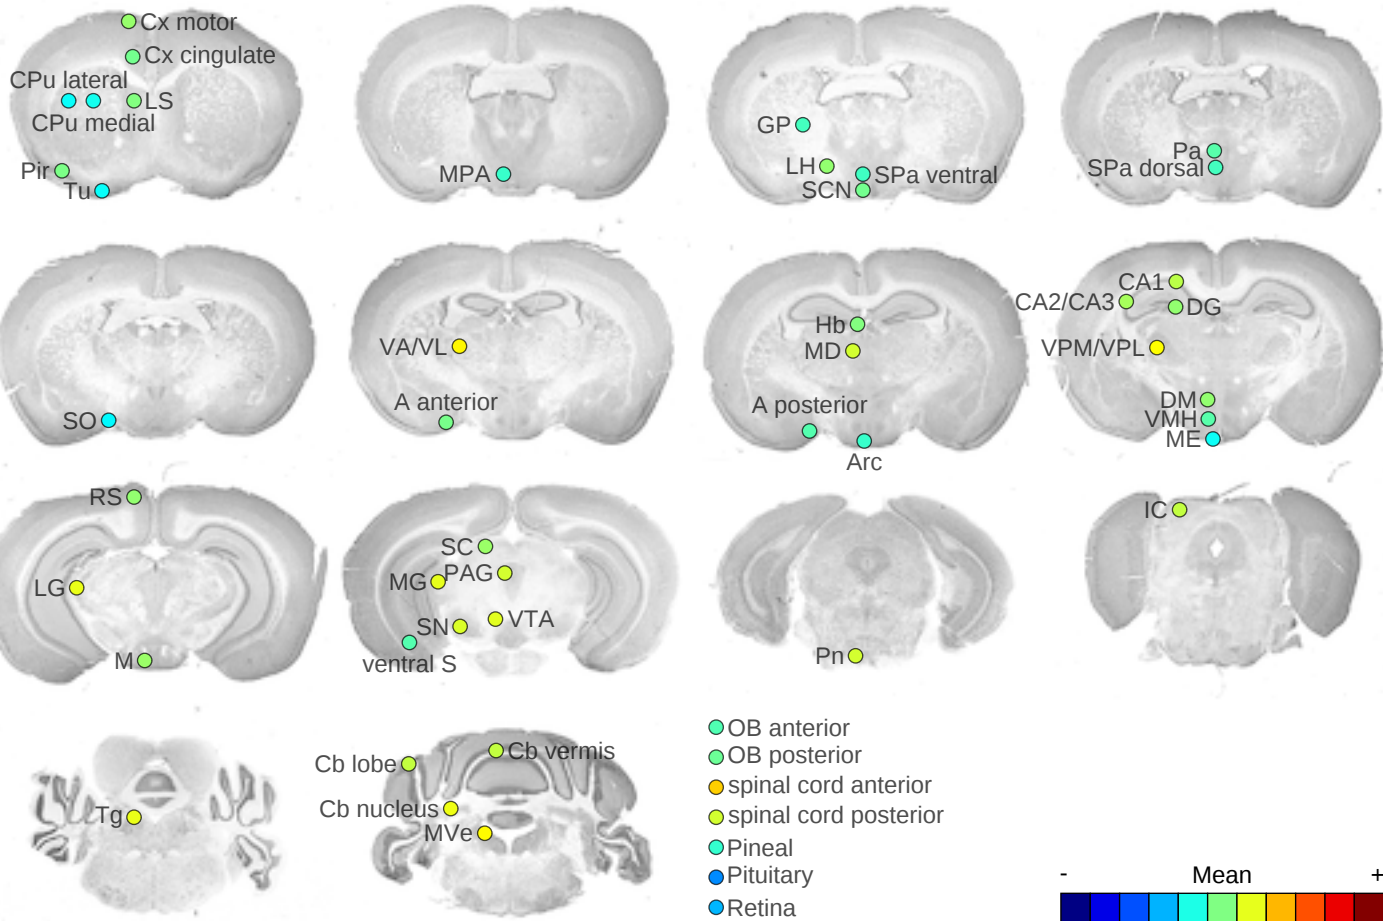 Cx motor
Cx cingulate
CPu lateral
LS
CPu medial
Pir
Tu
MPA
GP
LH
SPa ventral
SCN
Pa
SPa dorsal
SO
VA/VL
A anterior
Hb
MD
A posterior
Arc
CA1
CA2/CA3
DG
VPM/VPL
DM
VMH
ME
RS
LG
M
SC
MG
PAG
SN
VTA
ventral S
Pn
IC
Tg
Cb lobe
Cb vermis
Cb nucleus
MVe
OB anterior
OB posterior
spinal cord anterior
spinal cord posterior
Pineal
Pituitary
Retina
- Mean +